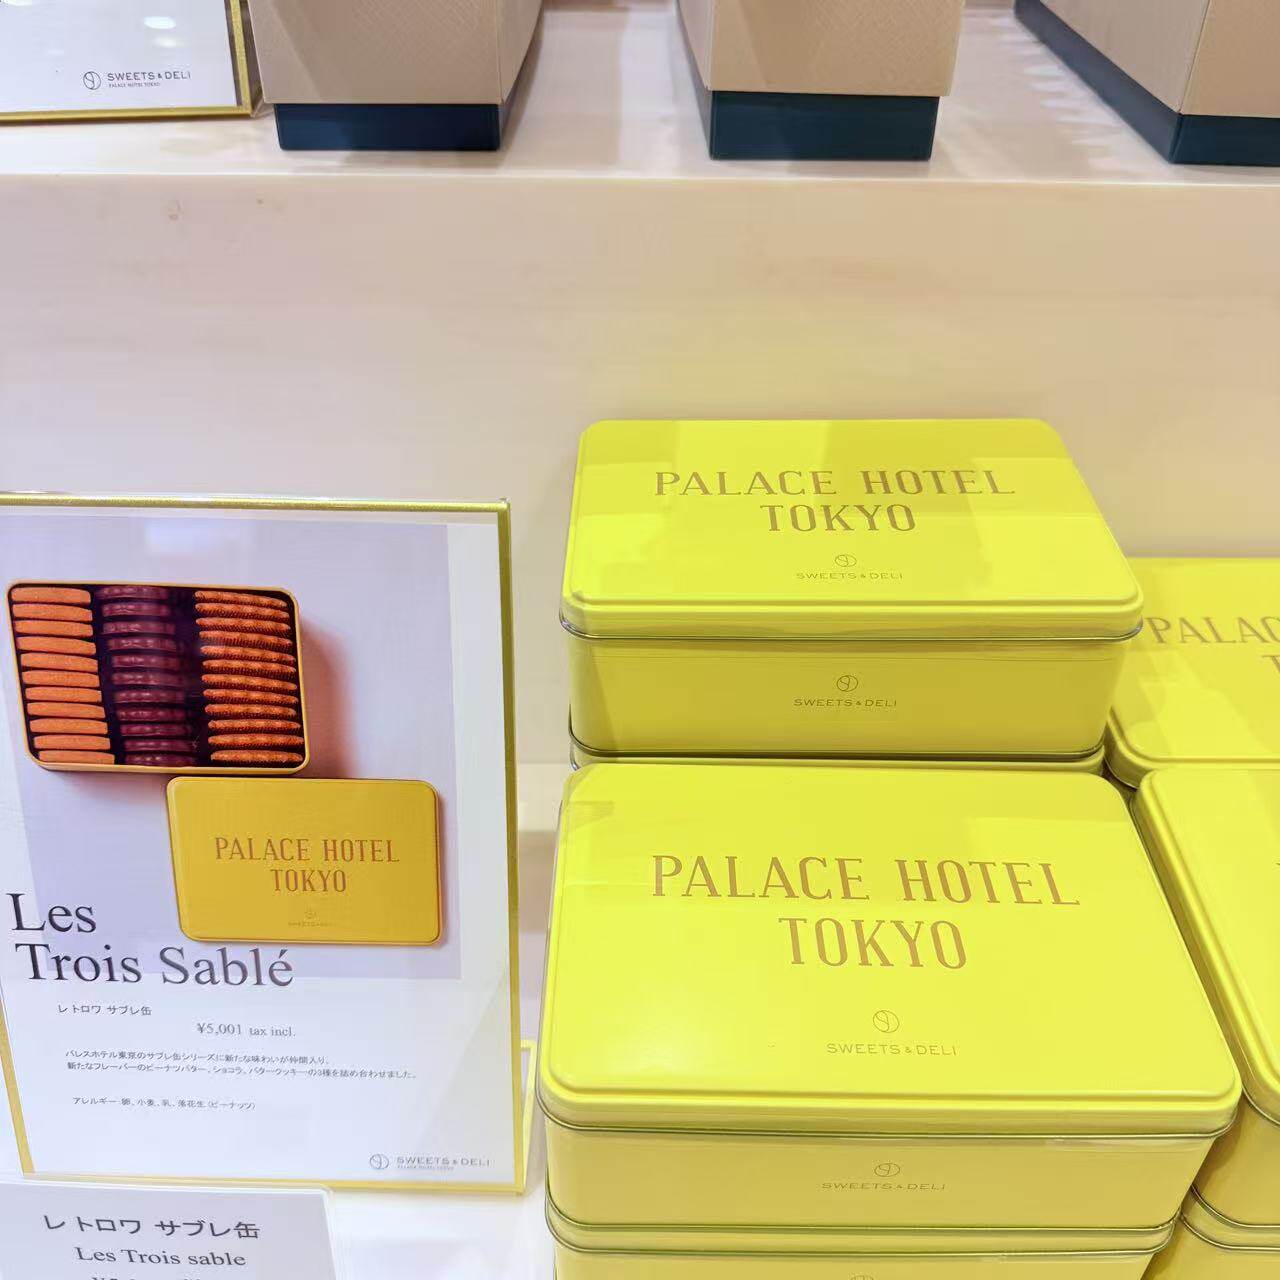 SWEETS & DELI
PALACE HOTEL TOKYO
PALACE HOTEL
TOKYO
SWEETS & DELI
SWEETS & DELI
PALAC
PALACE HOTEL
TOKYO
SWEETS & DELI
SWEETS & DELI
PALACE HOTEL
TOKYO
SWEETS & DELI
Les
Trois Sablé
レ トロワ サブレ缶
¥5,001 tax incl.
パレスホテル東京のサブレ缶シリーズに新たな味わいが仲間入り。
新たなフレーバーのピーナッツバター、ショコラ、バタークッキーの3種を詰め合わせました。
アレルギー:卵、小麦、乳、落花生(ピーナッツ)
SWEETS & DELI
PALACE HOTEL TOKYO
レ トロワ サブレ缶
Les Trois sable